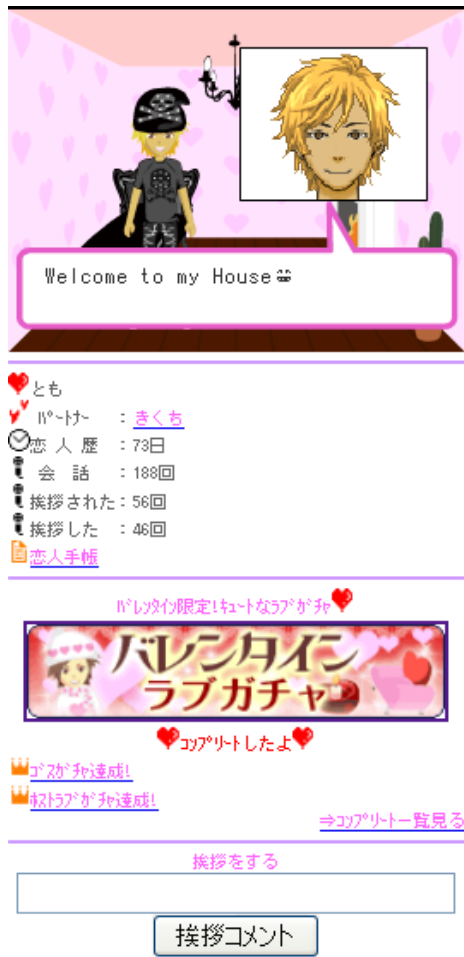 Welcome to my House
とも
ﾊﾟｰﾄﾅｰ ：きくち
恋人歴 ：73日
会話 ：188回
挨拶された：56回
挨拶した ：46回
恋人手帳
ﾊﾞﾚﾝﾀｲﾝ限定!ｷｭｰﾄなﾗﾌﾞｶﾞﾁｬ
バレンタイン
ラブガチャ
ｺﾝﾌﾟﾘｰﾄしたよ
ｺﾞｽｶﾞﾁｬ達成!
ﾎｽﾄﾗﾌﾞｶﾞﾁｬ達成!
⇒ｺﾝﾌﾟﾘｰﾄ一覧見る
挨拶をする
挨拶コメント